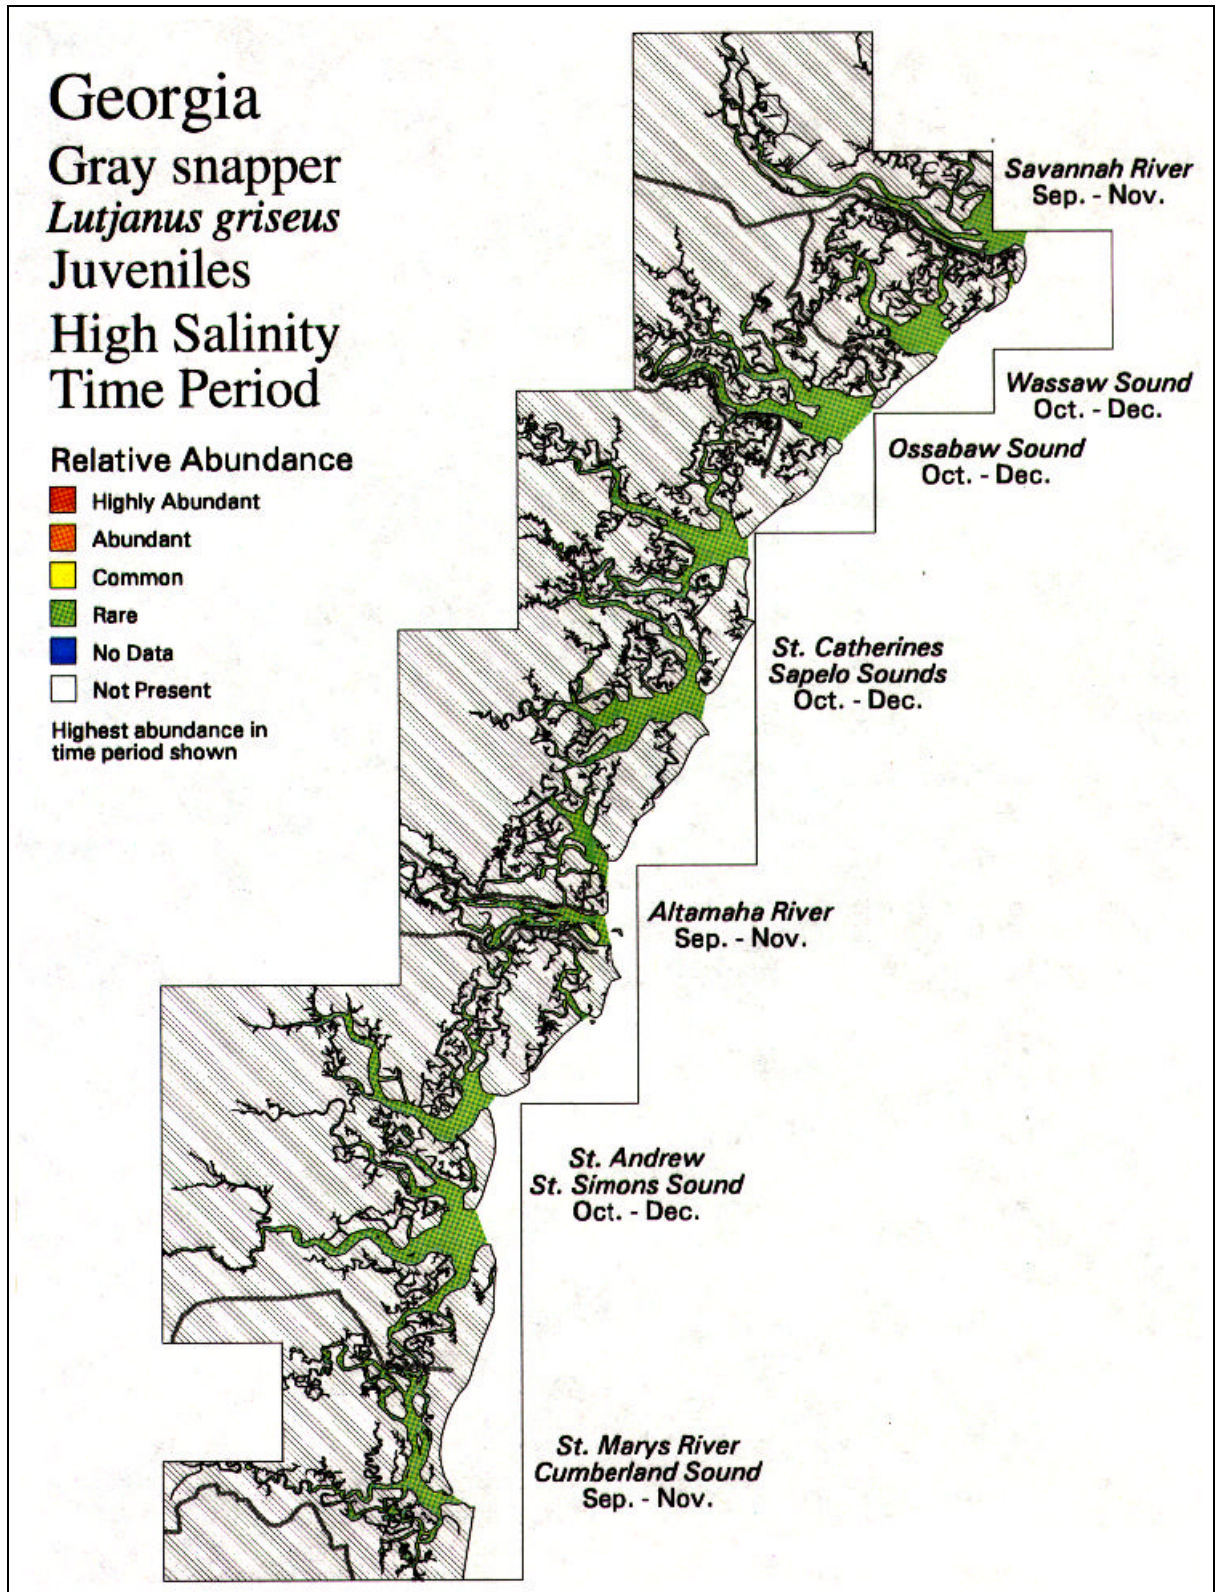 Georgia
Gray snapper
Lutjanus griseus
Juveniles
High Salinity
Time Period
Relative Abundance
Highly Abundant
Abundant
Common
Rare
No Data
Not Present
Highest abundance in
time period shown
Savannah River
Sep. - Nov.
Wassaw Sound
Oct. - Dec.
Ossabaw Sound
Oct. - Dec.
St. Catherines
Sapelo Sounds
Oct. - Dec.
Altamaha River
Sep. - Nov.
St. Andrew
St. Simons Sound
Oct. - Dec.
St. Marys River
Cumberland Sound
Sep. - Nov.